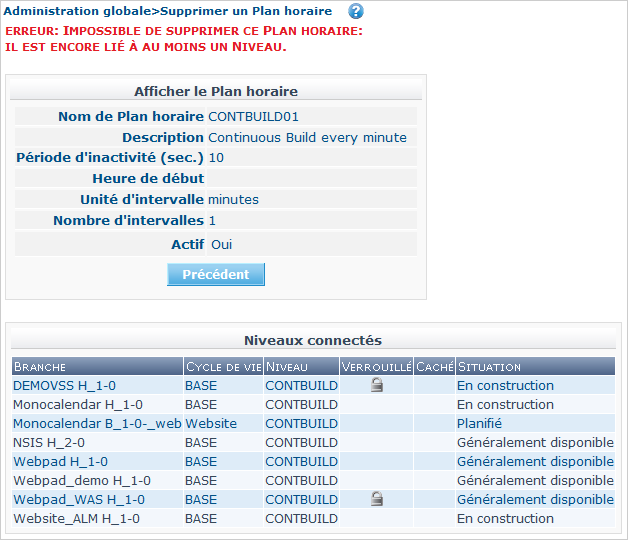 Administration globale>Supprimer un Plan horaire ?
ERREUR: IMPOSSIBLE DE SUPPRIMER CE PLAN HORAIRE:
IL EST ENCORE LIÉ À AU MOINS UN NIVEAU.
Afficher le Plan horaire
Nom de Plan horaire CONTBUILD01
Description Continuous Build every minute
Période d'inactivité (sec.) 10
Heure de début
Unité d'intervalle minutes
Nombre d'intervalles 1
Actif Oui
Précédent
Niveaux connectés
BRANCHE CYCLE DE VIE NIVEAU VERROUILLÉ CACHÉ SITUATION
DEMOVSS H_1-0 BASE CONTBUILD En construction
Monocalendar H_1-0 BASE CONTBUILD En construction
Monocalendar B_1-0-_web Website CONTBUILD Planifié
NSIS H_2-0 BASE CONTBUILD Généralement disponible
Webpad H_1-0 BASE CONTBUILD Généralement disponible
Webpad_demo H_1-0 BASE CONTBUILD Généralement disponible
Webpad_WAS H_1-0 BASE CONTBUILD Généralement disponible
Website_ALM H_1-0 BASE CONTBUILD En construction